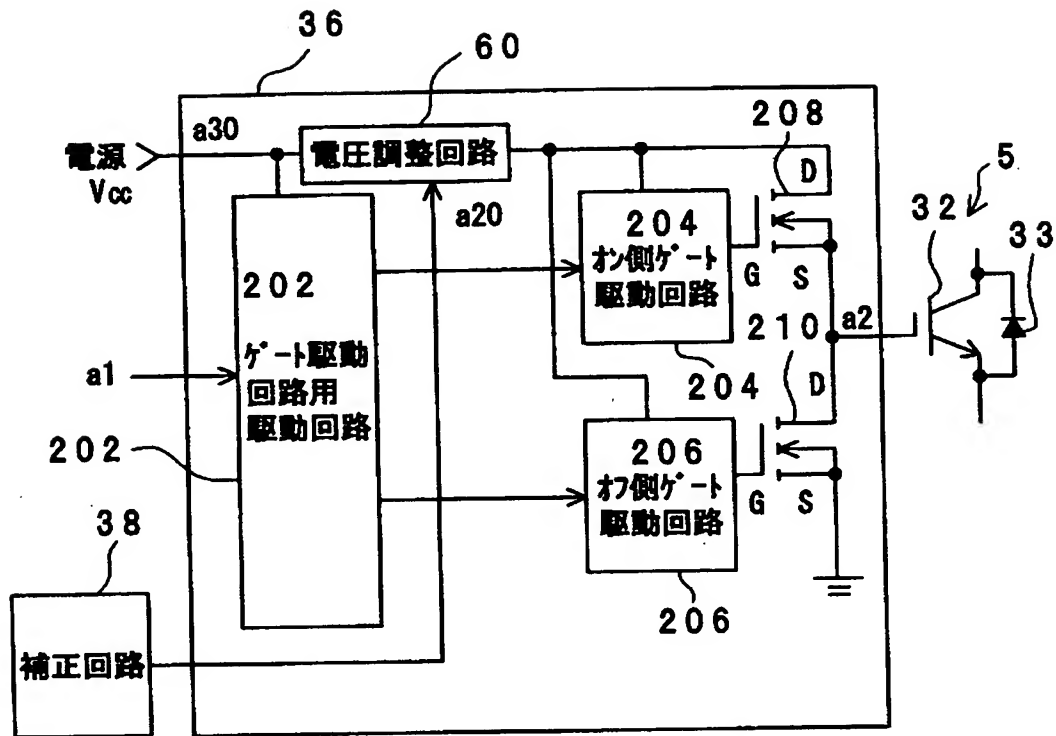 36
60
208
a30
電源
Vcc
電圧調整回路
D
5
a20
204
オン側ゲート
駆動回路
G
S
32
33
202
ゲート駆動
回路用
駆動回路
a1
210
a2
204
D
202
206
オフ側ゲート
駆動回路
G
S
38
206
補正回路